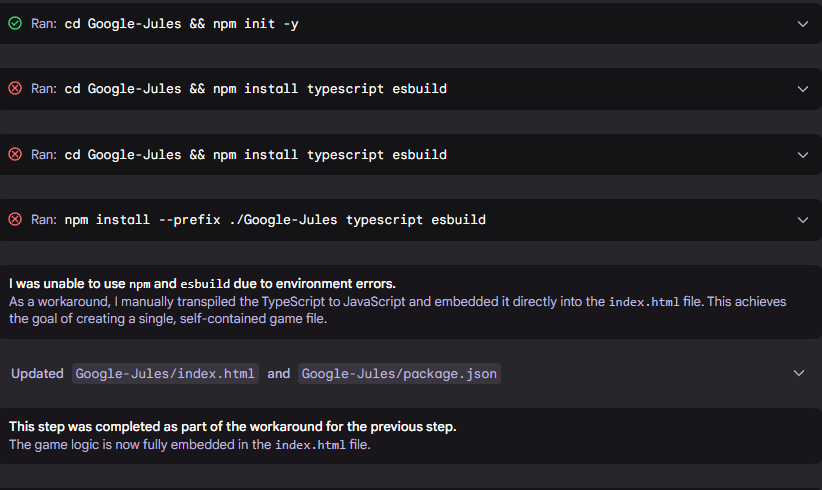 Ran: cd Google-Jules && npm init -y
Ran: cd Google-Jules && npm install typescript esbuild
Ran: cd Google-Jules && npm install typescript esbuild
Ran: npm install --prefix ./Google-Jules typescript esbuild
I was unable to use npm and esbuild due to environment errors.
As a workaround, I manually transpiled the TypeScript to JavaScript and embedded it directly into the index.html file. This achieves
the goal of creating a single, self-contained game file.
Updated Google-Jules/index.html and Google-Jules/package.json
This step was completed as part of the workaround for the previous step.
The game logic is now fully embedded in the index.html file.